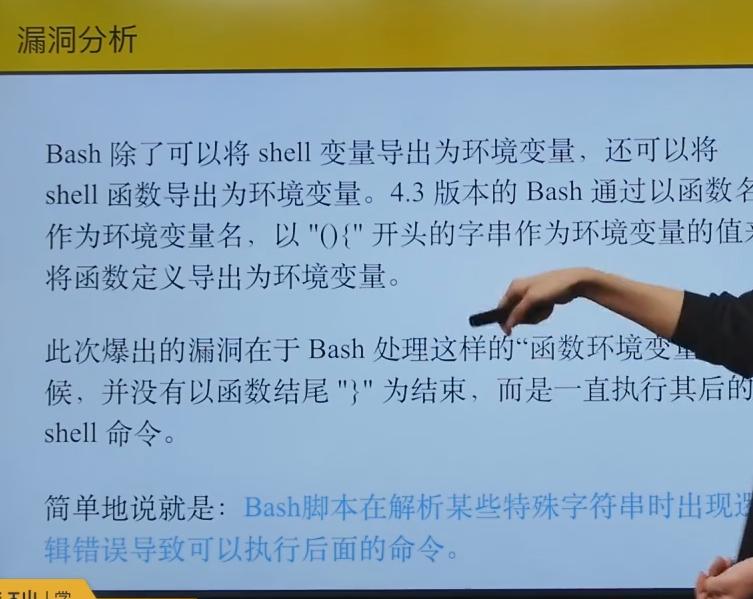 漏洞分析
Bash 除了可以将 shell 变量导出为环境变量，还可以将
shell 函数导出为环境变量。4.3 版本的 Bash 通过以函数名
作为环境变量名，以 "(){" 开头的字串作为环境变量的值来
将函数定义导出为环境变量。
此次爆出的漏洞在于 Bash 处理这样的“函数环境变量
候，并没有以函数结尾 "}" 为结束，而是一直执行其后的
shell 命令。
简单地说就是：Bash脚本在解析某些特殊字符串时出现逻
辑错误导致可以执行后面的命令。
学